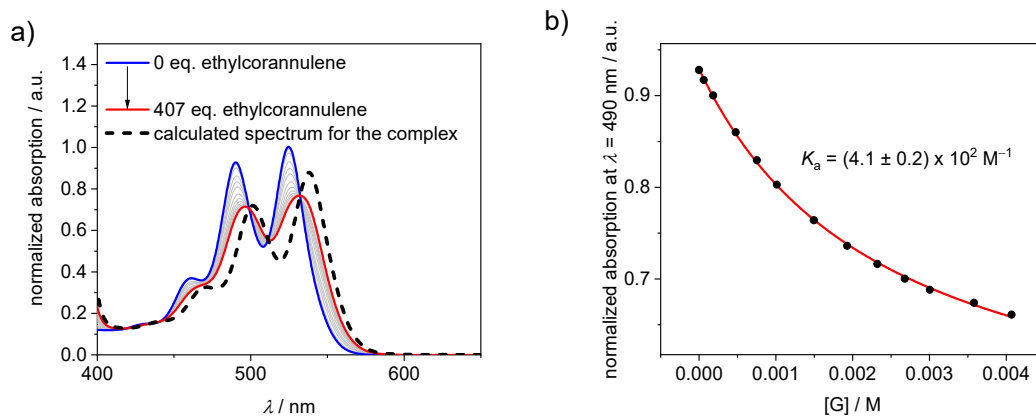 a)
normalized absorption / a.u.
1.4
1.2
1.0
0.8
0.6
0.4
0.2
0.0
0 eq. ethylcorannulene
407 eq. ethylcorannulene
calculated spectrum for the complex
400 500 600
λ / nm
b)
normalized absorption at λ = 490 nm / a.u.
0.9
0.8
0.7
Kₐ = (4.1 ± 0.2) x 10² M⁻¹
0.000 0.001 0.002 0.003 0.004
[G] / M